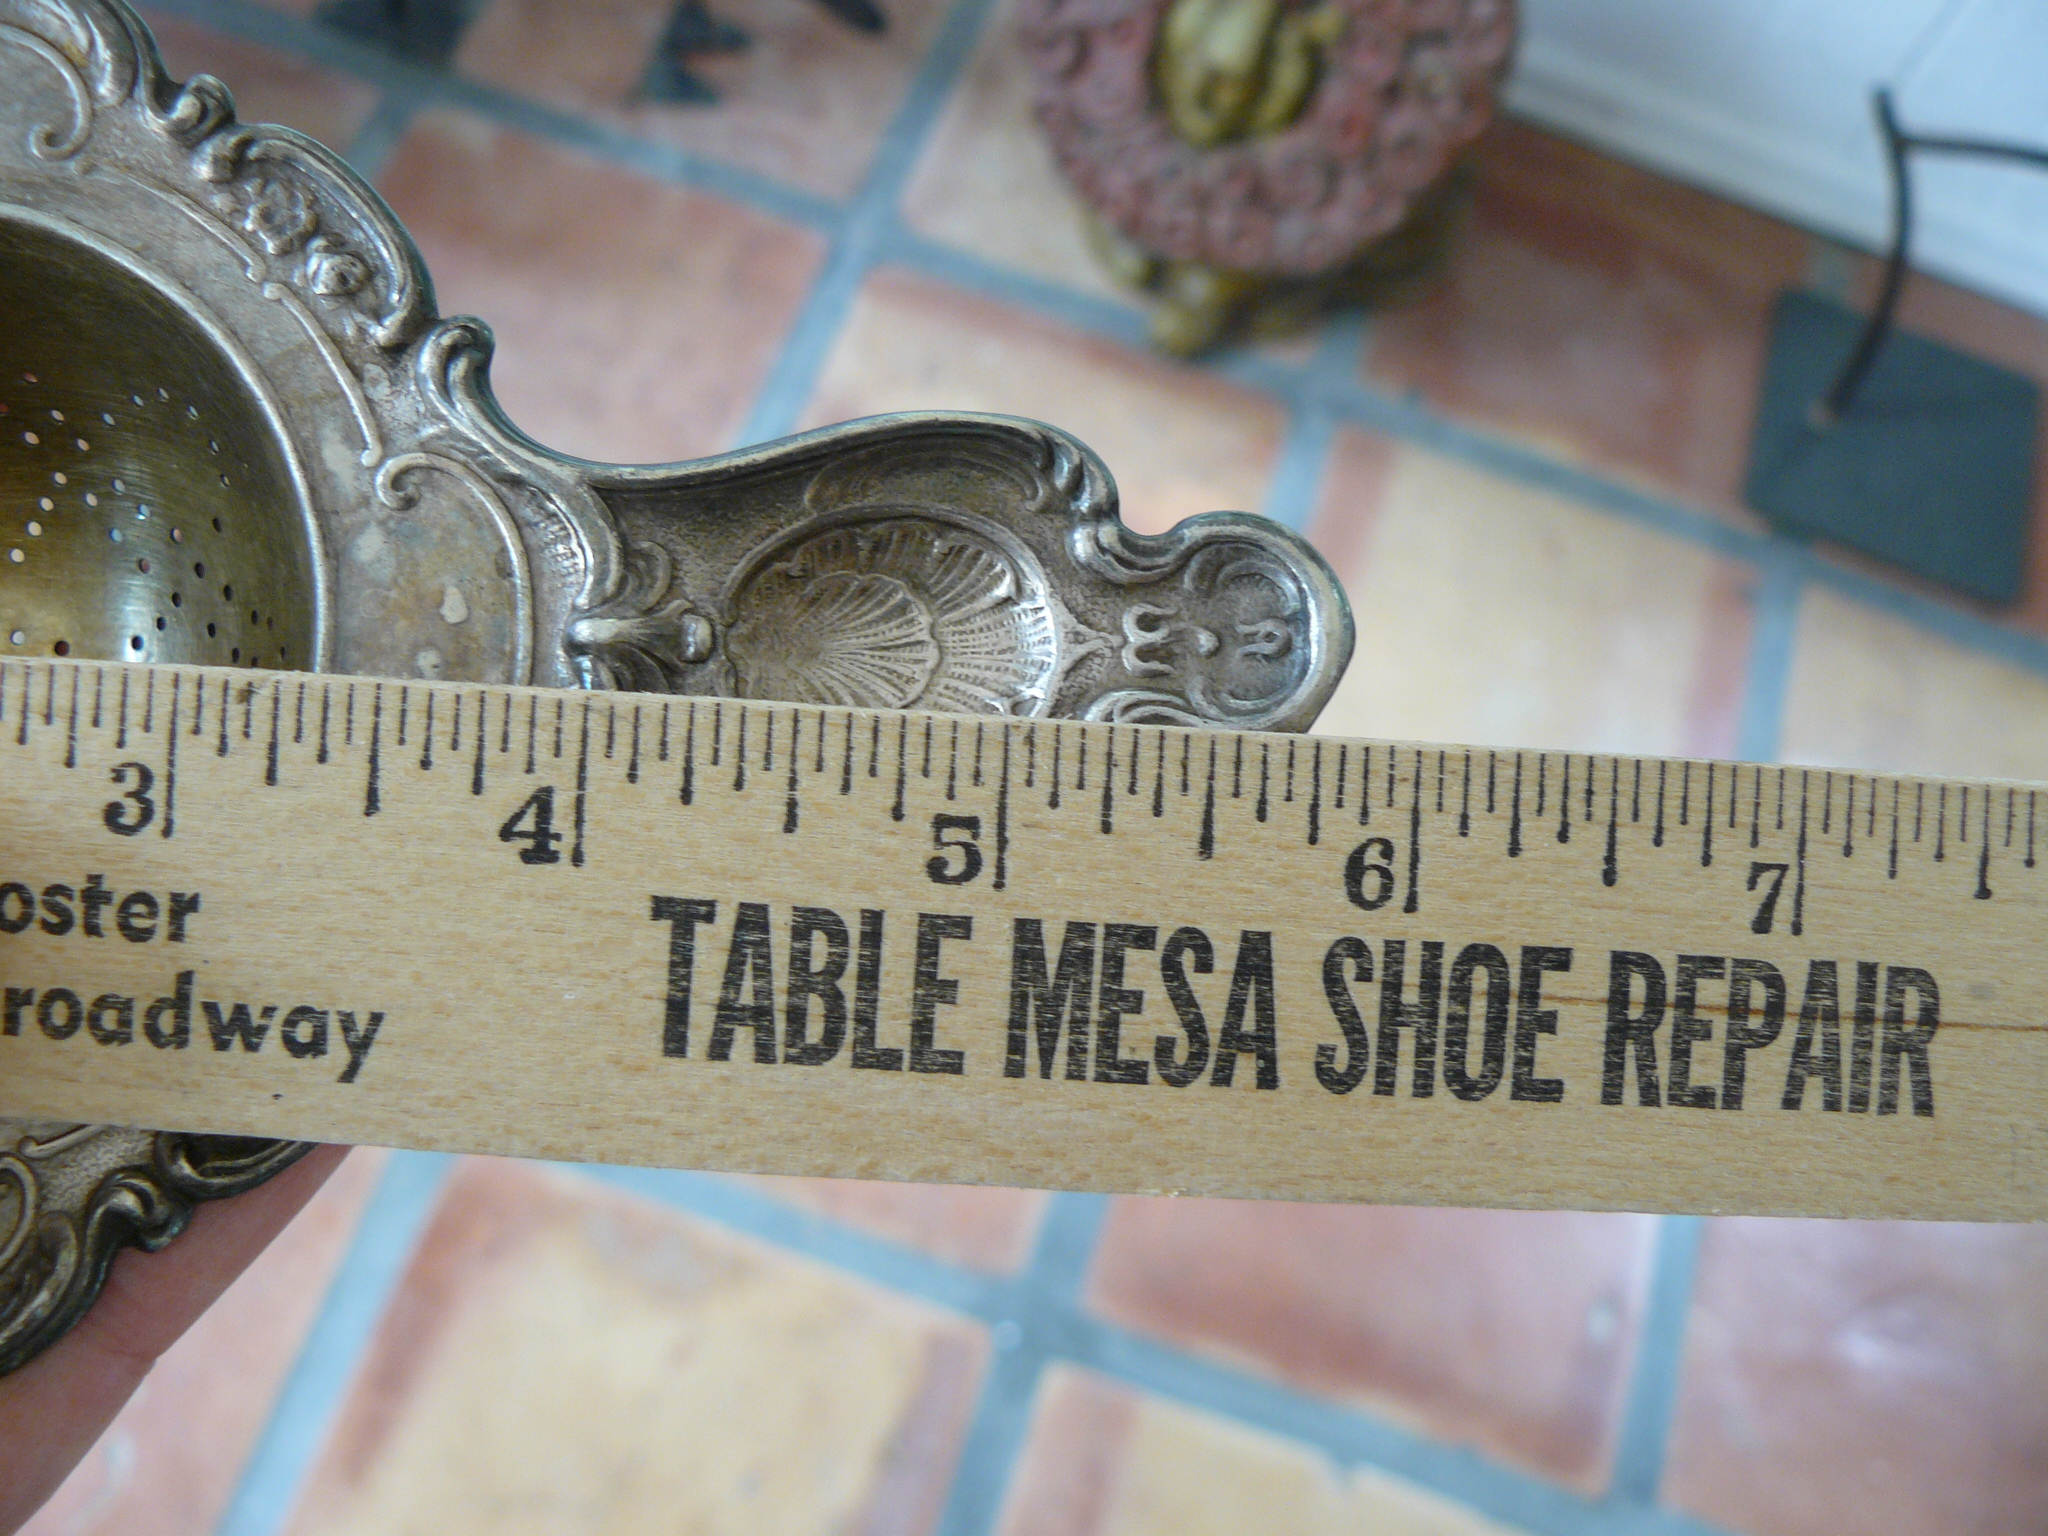 3 4 5 6 7
oster
roadway
TABLE MESA SHOE REPAIR